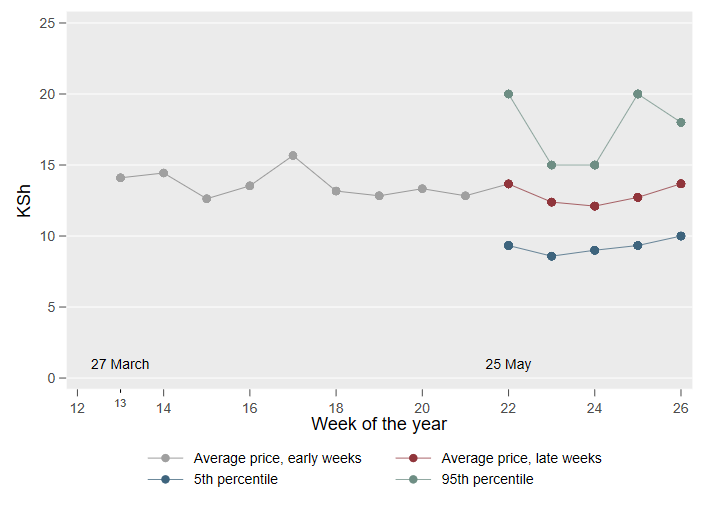 25
20
15
10
5
0
KSh
27 March
25 May
12 13 14 16 18 20 22 24 26
Week of the year
Average price, early weeks Average price, late weeks
5th percentile 95th percentile